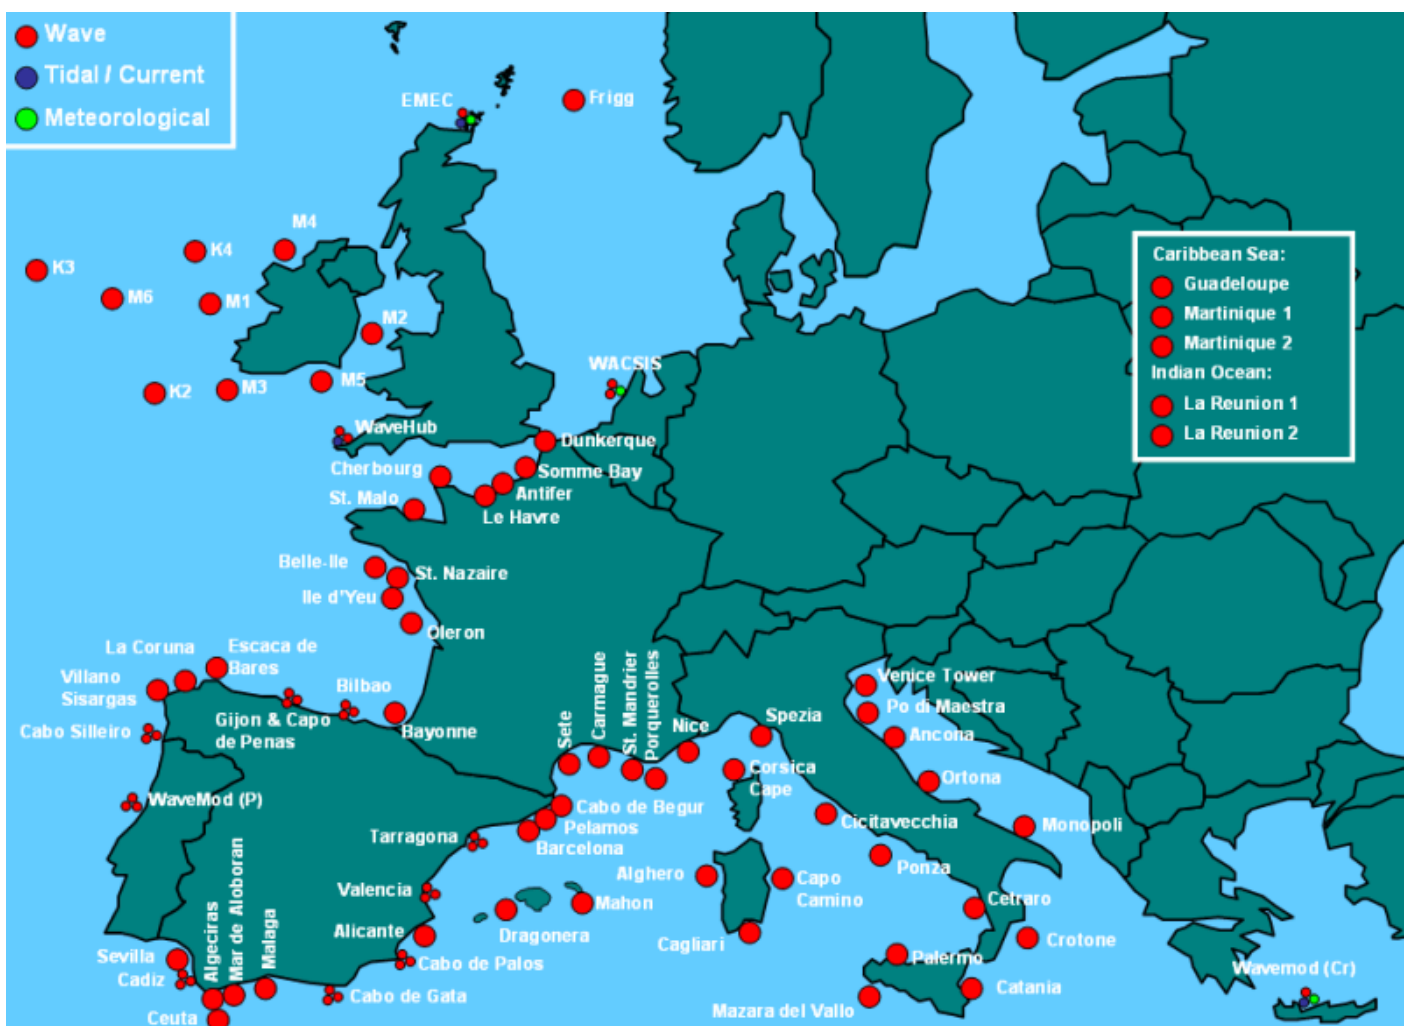 Wave
Tidal / Current
Meteorological
EMEC
Frigg
M4
K4
K3
M6
M1
M2
Caribbean Sea:
Guadeloupe
Martinique 1
Martinique 2
Indian Ocean:
La Reunion 1
La Reunion 2
WACSIS
M5
K2
M3
WaveHub
Dunkerque
Cherbourg
Somme Bay
St. Malo
Antifer
Le Havre
Belle-Ile
St. Nazaire
Ile d'Yeu
Oleron
La Coruna
Escaca de
Bares
Villano
Sisargas
Bilbao
Cabo Silleiro
Gijon & Capo
de Penas
Bayonne
Sete
Carmague
St. Mandrier
Porquerolles
Nice
Spezia
Venice Tower
Po di Maestra
Ancona
Corsica
Cape
Ortona
WaveMod (P)
Cabo de Begur
Pelamos
Barcelona
Tarragona
Cicitavecchia
Monopoli
Ponza
Alghero
Capo
Camino
Valencia
Mahon
Cetraro
Dragonera
Alicante
Cagliari
Crotone
Algeciras
Mar de Aloboran
Malaga
Sevilla
Cadiz
Cabo de Palos
Palermo
Wavemod (Cr)
Cabo de Gata
Catania
Mazara del Vallo
Ceuta